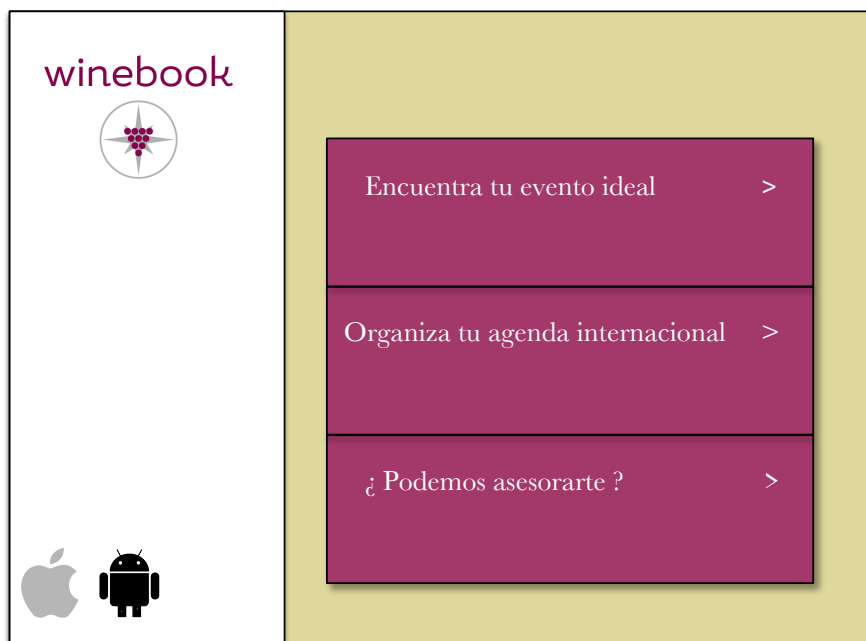 winebook
Encuentra tu evento ideal >
Organiza tu agenda internacional >
¿ Podemos asesorarte ? >